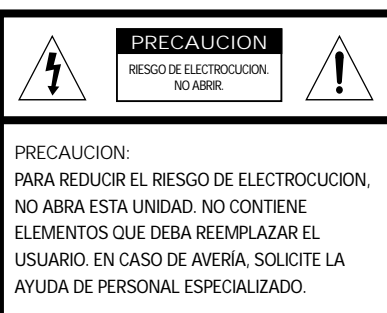 PRECAUCION
RIESGO DE ELECTROCUCION.
NO ABRIR.
PRECAUCION:
PARA REDUCIR EL RIESGO DE ELECTROCUCION,
NO ABRA ESTA UNIDAD. NO CONTIENE
ELEMENTOS QUE DEBA REEMPLAZAR EL
USUARIO. EN CASO DE AVERÍA, SOLICITE LA
AYUDA DE PERSONAL ESPECIALIZADO.